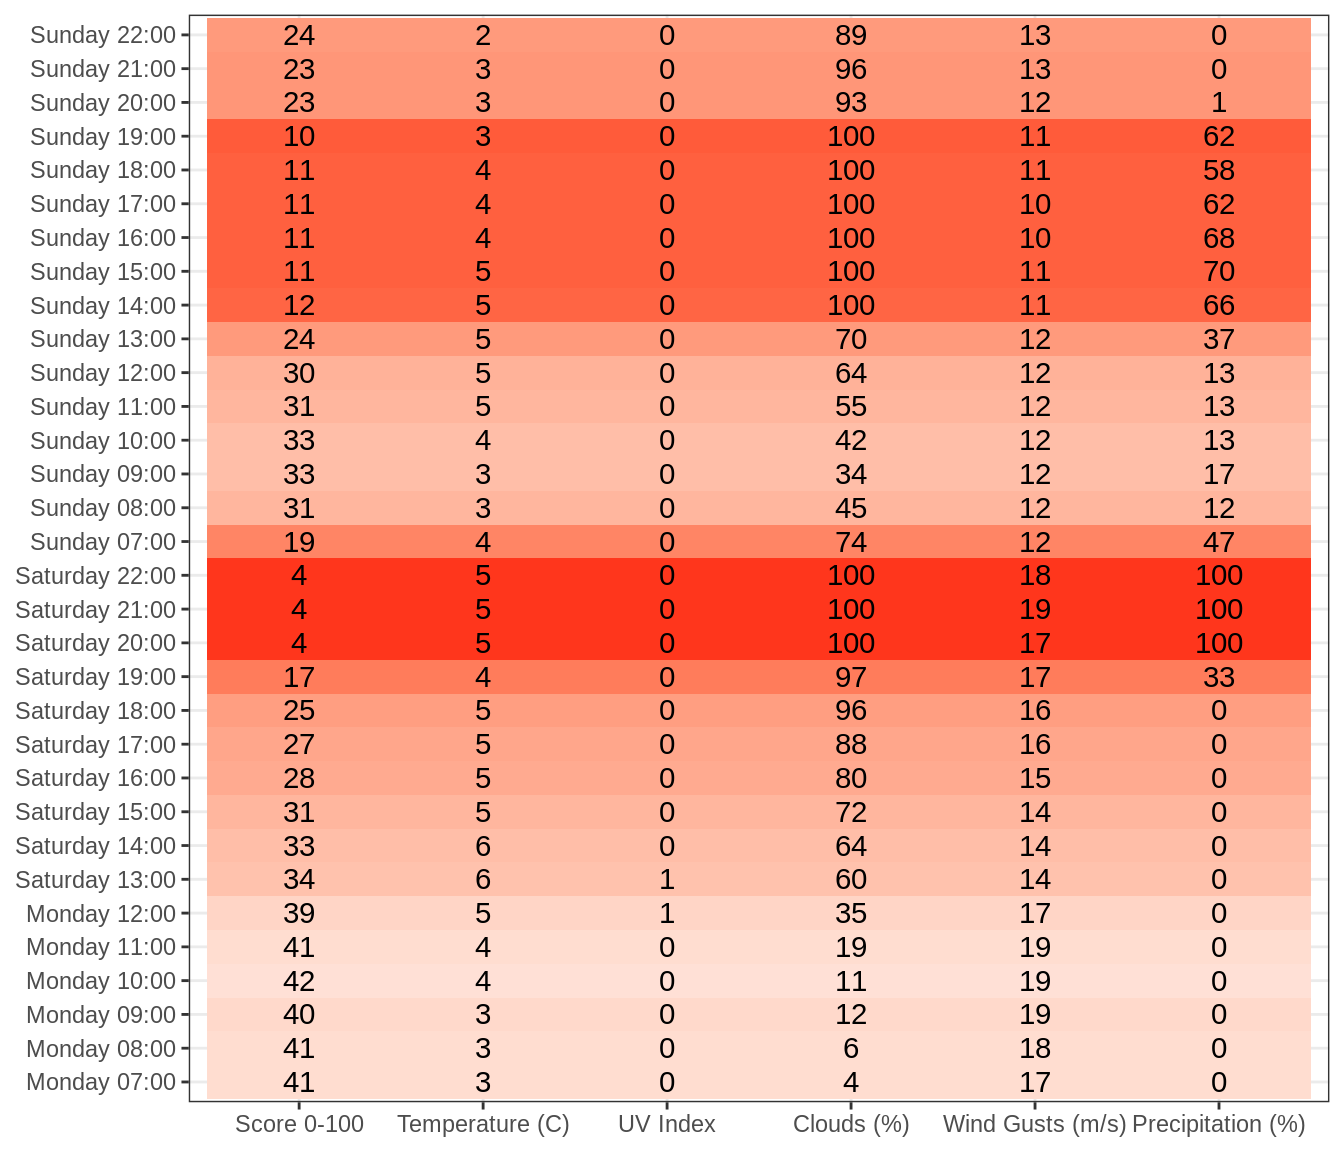 Sunday 22:00 24 2 0 89 13 0
Sunday 21:00 23 3 0 96 13 0
Sunday 20:00 23 3 0 93 12 1
Sunday 19:00 10 3 0 100 11 62
Sunday 18:00 11 4 0 100 11 58
Sunday 17:00 11 4 0 100 10 62
Sunday 16:00 11 4 0 100 10 68
Sunday 15:00 11 5 0 100 11 70
Sunday 14:00 12 5 0 100 11 66
Sunday 13:00 24 5 0 70 12 37
Sunday 12:00 30 5 0 64 12 13
Sunday 11:00 31 5 0 55 12 13
Sunday 10:00 33 4 0 42 12 13
Sunday 09:00 33 3 0 34 12 17
Sunday 08:00 31 3 0 45 12 12
Sunday 07:00 19 4 0 74 12 47
Saturday 22:00 4 5 0 100 18 100
Saturday 21:00 4 5 0 100 19 100
Saturday 20:00 4 5 0 100 17 100
Saturday 19:00 17 4 0 97 17 33
Saturday 18:00 25 5 0 96 16 0
Saturday 17:00 27 5 0 88 16 0
Saturday 16:00 28 5 0 80 15 0
Saturday 15:00 31 5 0 72 14 0
Saturday 14:00 33 6 0 64 14 0
Saturday 13:00 34 6 1 60 14 0
Monday 12:00 39 5 1 35 17 0
Monday 11:00 41 4 0 19 19 0
Monday 10:00 42 4 0 11 19 0
Monday 09:00 40 3 0 12 19 0
Monday 08:00 41 3 0 6 18 0
Monday 07:00 41 3 0 4 17 0
Score 0-100 Temperature (C) UV Index Clouds (%) Wind Gusts (m/s) Precipitation (%)